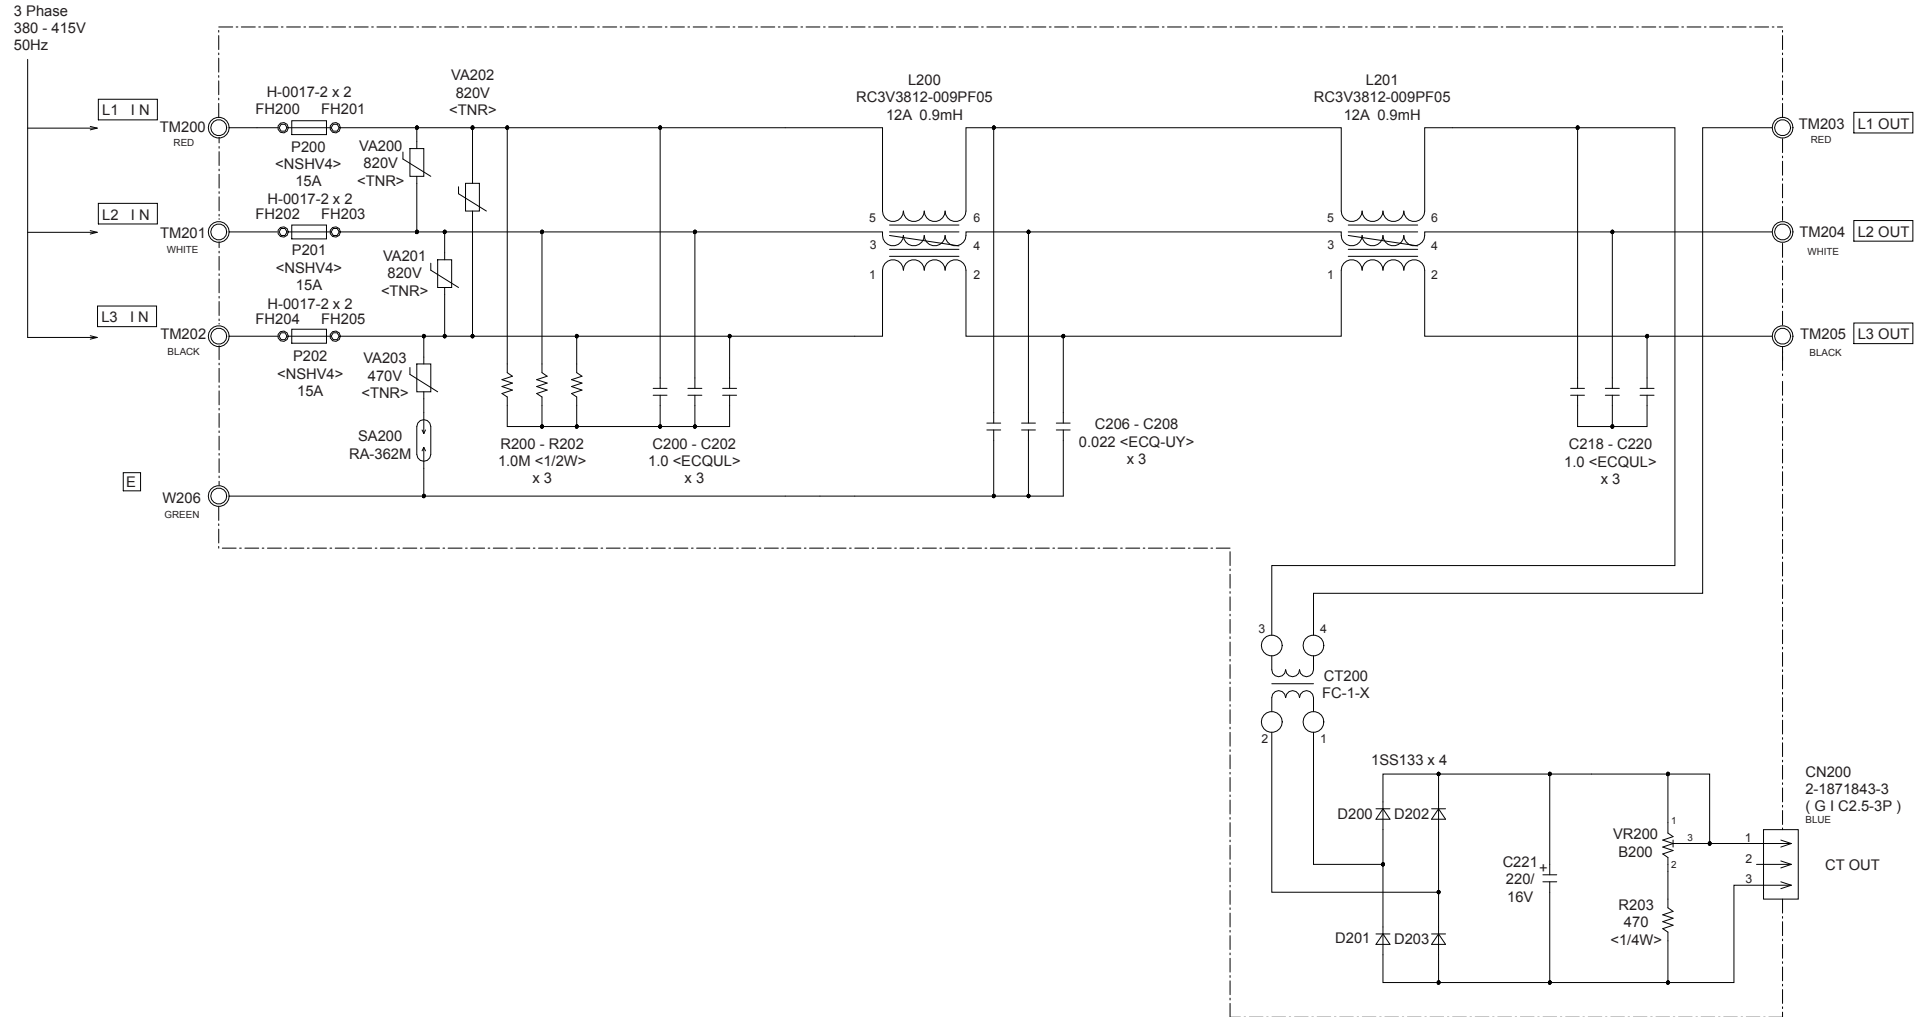 3 Phase
380 - 415V
50Hz
L1 IN
TM200
RED
H-0017-2 x 2
FH200 FH201
P200
<NSHV4>
15A
VA200
820V
<TNR>
VA202
820V
<TNR>
L2 IN
TM201
WHITE
H-0017-2 x 2
FH202 FH203
P201
<NSHV4>
15A
VA201
820V
<TNR>
L3 IN
TM202
BLACK
H-0017-2 x 2
FH204 FH205
P202
<NSHV4>
15A
VA203
470V
<TNR>
SA200
RA-362M
E
W206
GREEN
R200 - R202
1.0M <1/2W>
x 3
C200 - C202
1.0 <ECQUL>
x 3
L200
RC3V3812-009PF05
12A 0.9mH
5 6
3 4
1 2
C206 - C208
0.022 <ECQ-UY>
x 3
L201
RC3V3812-009PF05
12A 0.9mH
5 6
3 4
1 2
C218 - C220
1.0 <ECQUL>
x 3
TM203
RED
L1 OUT
TM204
WHITE
L2 OUT
TM205
BLACK
L3 OUT
3 4
CT200
FC-1-X
2 1
1SS133 x 4
D200 D202
D201 D203
C221
+
220/
16V
VR200
B200
1
3
2
R203
470
<1/4W>
CN200
2-1871843-3
( G I C2.5-3P )
BLUE
1
2
3
CT OUT